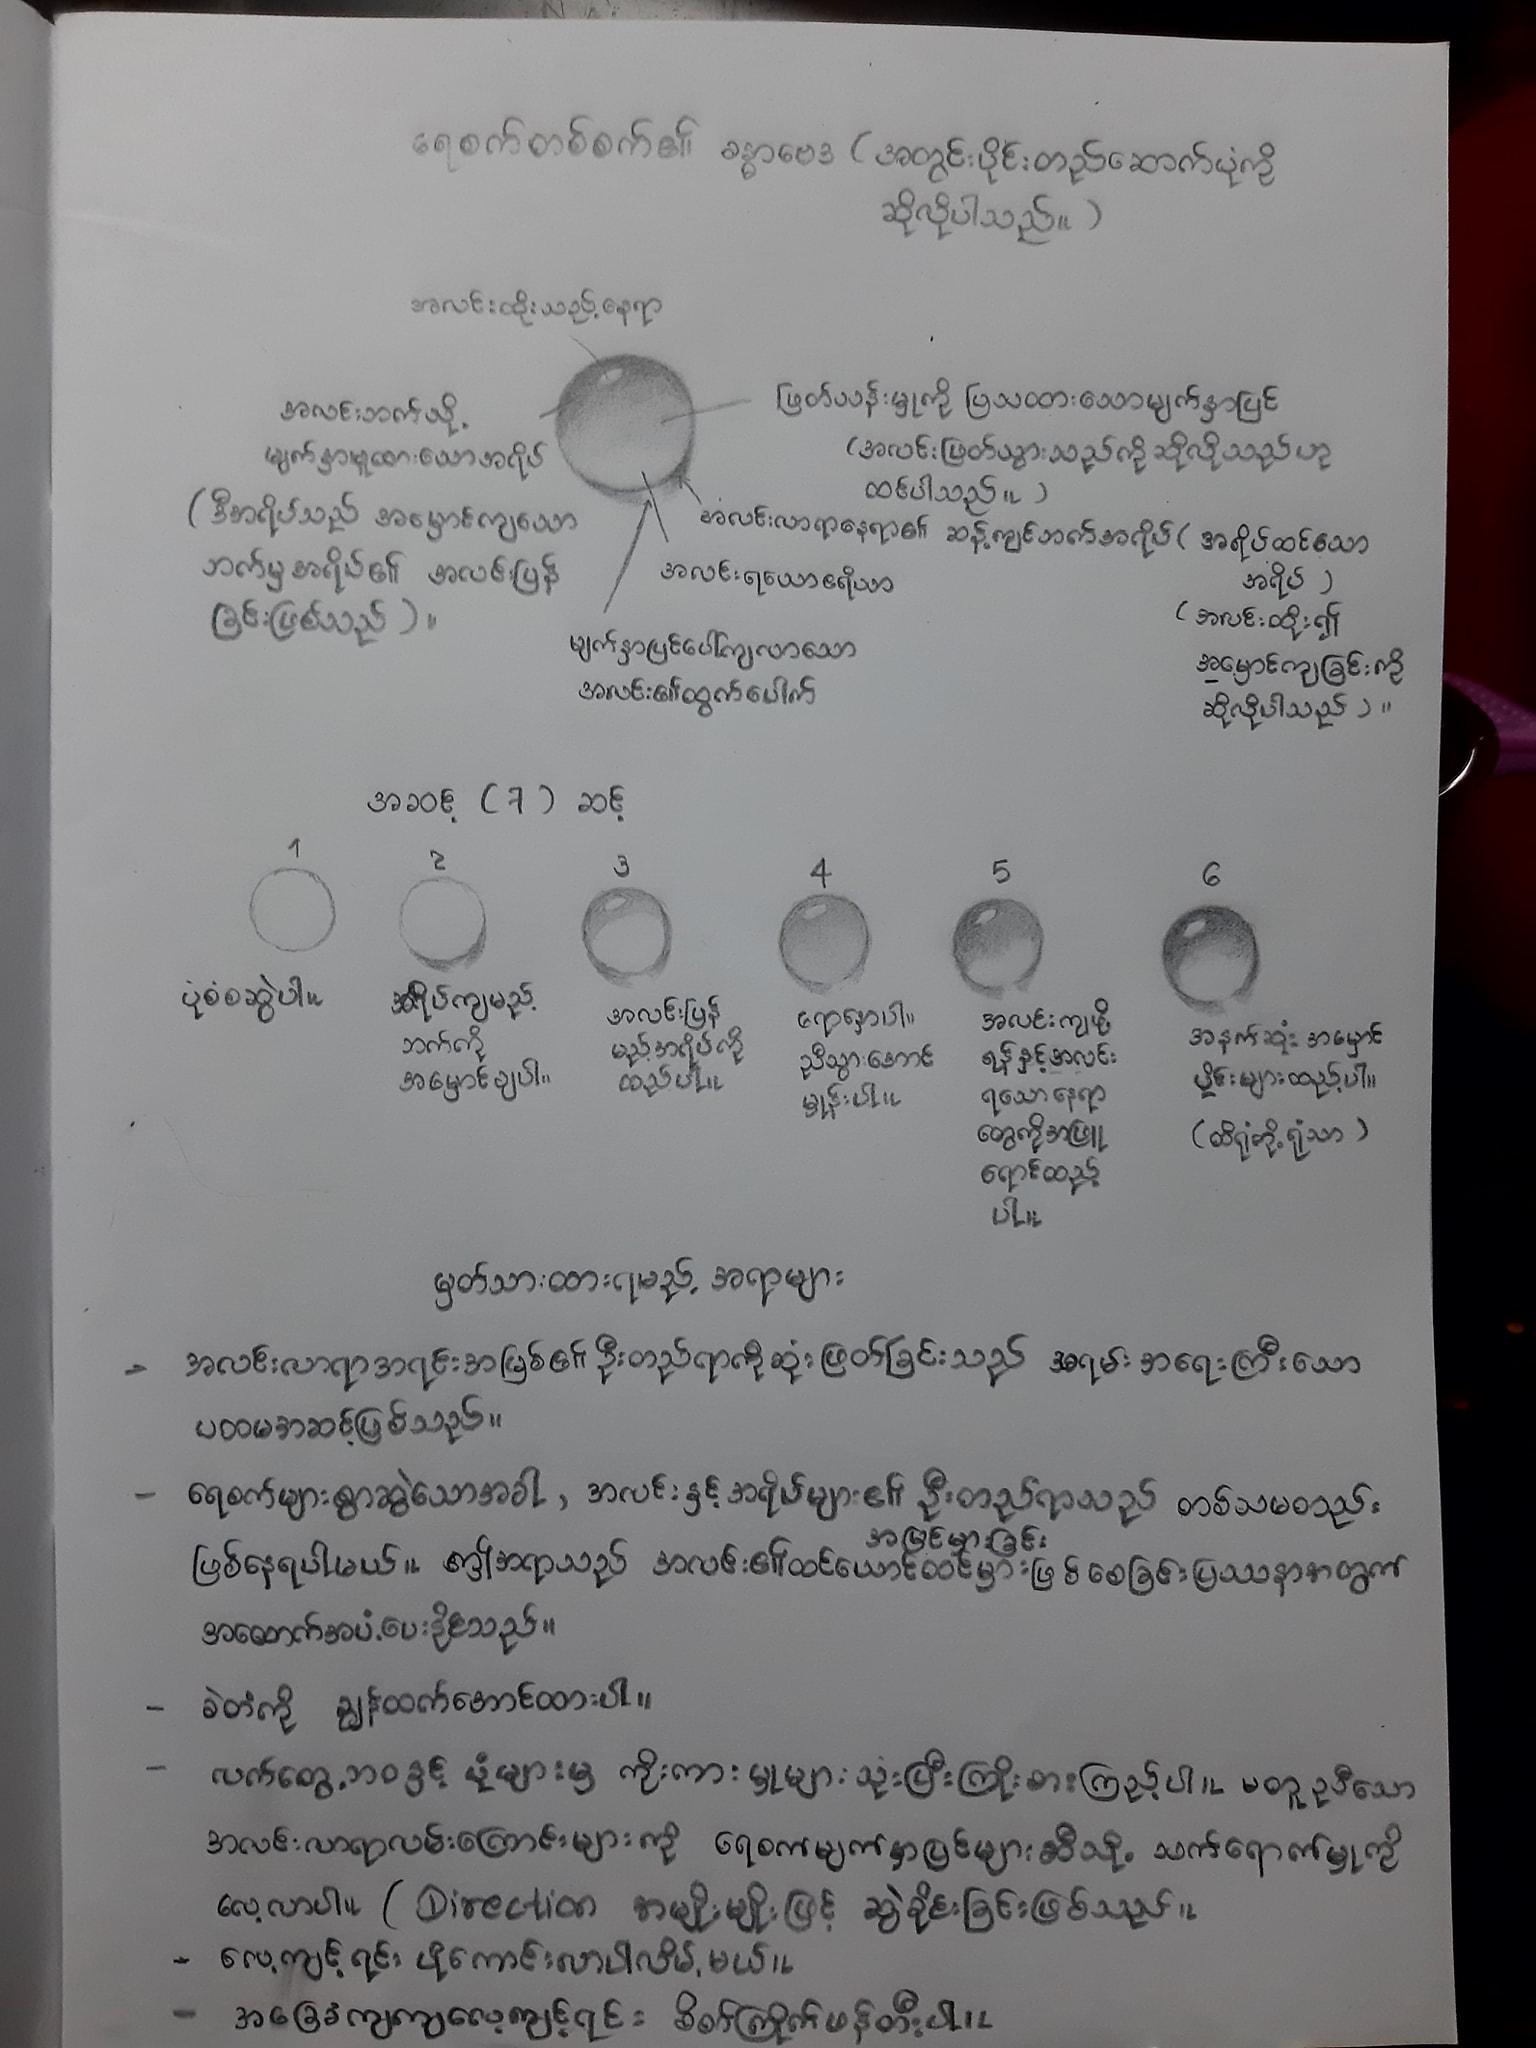 ရေစက်တစ်စက်၏ ခန္ဓာဗေဒ (အတွင်းပိုင်းတည်ဆောက်ပုံကို
ဆိုလိုပါသည်။)
အလင်းထိုးသည့်နေရာ
အလင်းဘက်သို့
မျက်နှာမူထားသောအရိပ်
(ဒီအရိပ်သည် အမှောင်ကျသော
ဘက်မှအရိပ်၏ အလင်းပြန်
ခြင်းဖြစ်သည်)။
ဖြတ်သန်းမှုကို ပြသထားသောမျက်နှာပြင်
(အလင်းဖြတ်သွားသည်ကိုဆိုလိုသည်ဟု
ထင်ပါသည်။)
အလင်းလာရာနေရာ၏ ဆန့်ကျင်ဘက်အရိပ် (အရိပ်ထင်သော
အရိပ်)
(အလင်းထိုး၍
အမှောင်ကျခြင်းကို
ဆိုလိုပါသည်)။
အလင်းရသောဧရိယာ
မျက်နှာပြင်ပေါ်ကျလာသော
အလင်း၏ထွက်ပေါက်
အဆင့် (7) ဆင့်
1 2 3 4 5 6
ပုံစံစဆွဲပါ။
အရိပ်ကျမည့်
ဘက်ကို
အမှောင်ချပါ။
အလင်းပြန်
မည့်အရိပ်ကို
ထည့်ပါ။
ရောနှောပါ။
ညီသွားအောင်
မှုန်းပါ။
အလင်းကျဖို့
ရန်နှင့်အလင်း
ရသောနေရာ
တွေကိုအဖြူ
ရောင်ထည့်
ပါ။
အနက်ဆုံး အမှောင်
ပိုင်းများထည့်ပါ။
(ထိရုံတို့ရုံသာ)
မှတ်သားထားရမည့် အရာများ
- အလင်းလာရာအရင်းအမြစ်၏ဦးတည်ရာကိုဆုံးဖြတ်ခြင်းသည် အရမ်းအရေးကြီးသော
ပထမအဆင့်ဖြစ်သည်။
- ရေစက်များစွာဆွဲသောအခါ, အလင်းနှင့်အရိပ်များ၏ ဦးတည်ရာသည် တစ်သမတည်း
အမြင်မှားခြင်း
ဖြစ်နေရပါမယ်။ ဤအရာသည် အလင်း၏ထင်ယောင်ထင်မှားဖြစ်စေခြင်းပြဿနာအတွက်
အထောက်အပံ့ပေးနိုင်သည်။
- ခဲတံကို ချွန်ထက်အောင်ထားပါ။
- လက်တွေ့ဘဝနှင့် ပုံများမှ ကိုးကားမှုများသုံးပြီးကြိုးစားကြည့်ပါ။ မတူညီသော
အလင်းလာရာလမ်းကြောင်းများကို ရေစက်မျက်နှာပြင်များဆီသို့ သက်ရောက်မှုကို
လေ့လာပါ။ (Direction အမျိုးမျိုးဖြင့် ဆွဲခိုင်းခြင်းဖြစ်သည်။
- လေ့ကျင့်ရင်း ပိုကောင်းလာပါလိမ့်မယ်။
- အခြေခံကျကျလေ့ကျင့်ရင်း စိတ်ကြိုက်ဖန်တီးပါ။